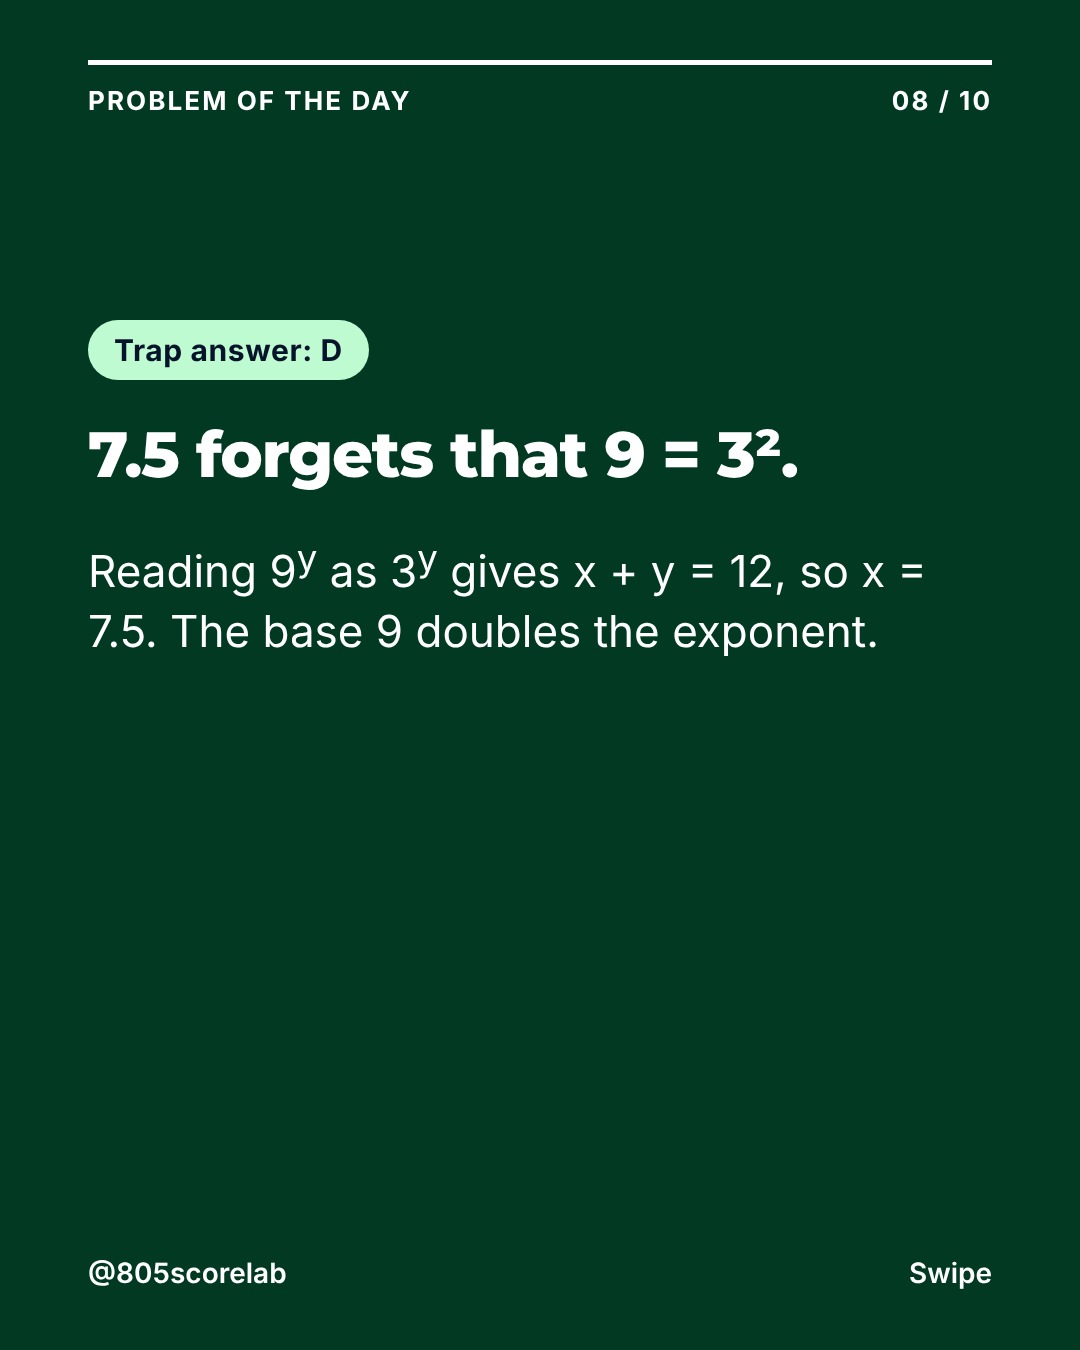 PROBLEM OF THE DAY
08 / 10
Trap answer: D
7.5 forgets that 9 = 3².
Reading 9ʸ as 3ʸ gives x + y = 12, so x =
7.5. The base 9 doubles the exponent.
@805scorelab
Swipe